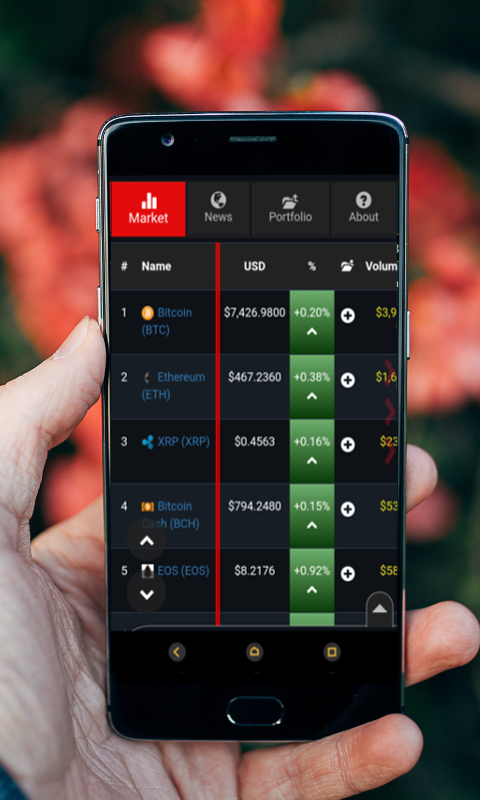 Market News Portfolio About
# Name USD % Volum
1 Bitcoin $7,426.9800 +0.20% $3,9
(BTC)
2 Ethereum $467.2360 +0.38% $1,6
(ETH)
3 XRP (XRP) $0.4563 +0.16% $23
4 Bitcoin $794.2480 +0.15% $53
Cash (BCH)
5 EOS (EOS) $8.2176 +0.92% $58